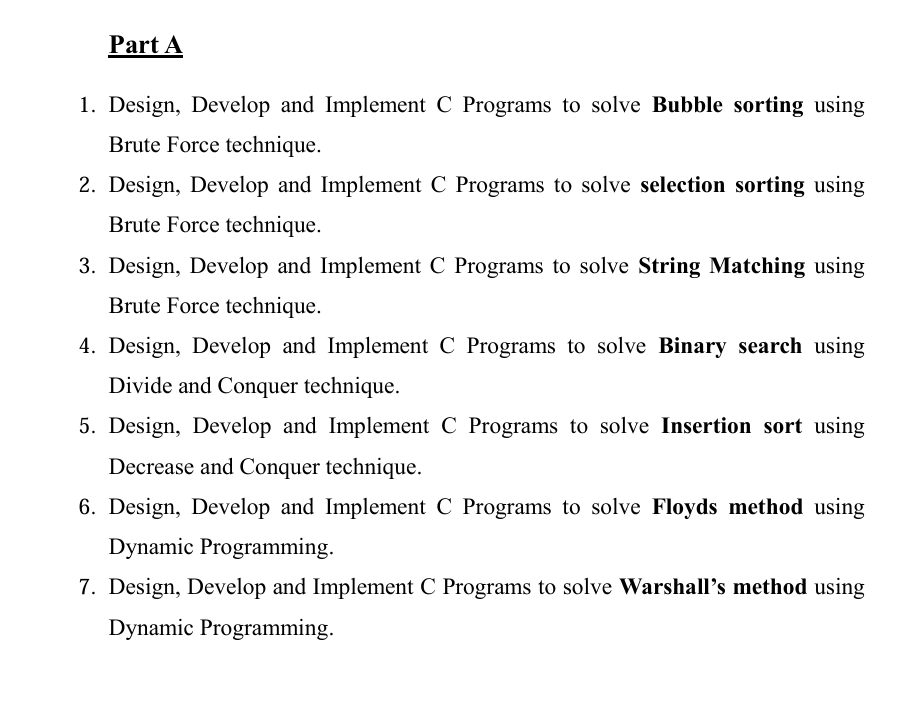 Part A
1. Design, Develop and Implement C Programs to solve Bubble sorting using
Brute Force technique.
2. Design, Develop and Implement C Programs to solve selection sorting using
Brute Force technique.
3. Design, Develop and Implement C Programs to solve String Matching using
Brute Force technique.
4. Design, Develop and Implement C Programs to solve Binary search using
Divide and Conquer technique.
5. Design, Develop and Implement C Programs to solve Insertion sort using
Decrease and Conquer technique.
6. Design, Develop and Implement C Programs to solve Floyds method using
Dynamic Programming.
7. Design, Develop and Implement C Programs to solve Warshall’s method using
Dynamic Programming.